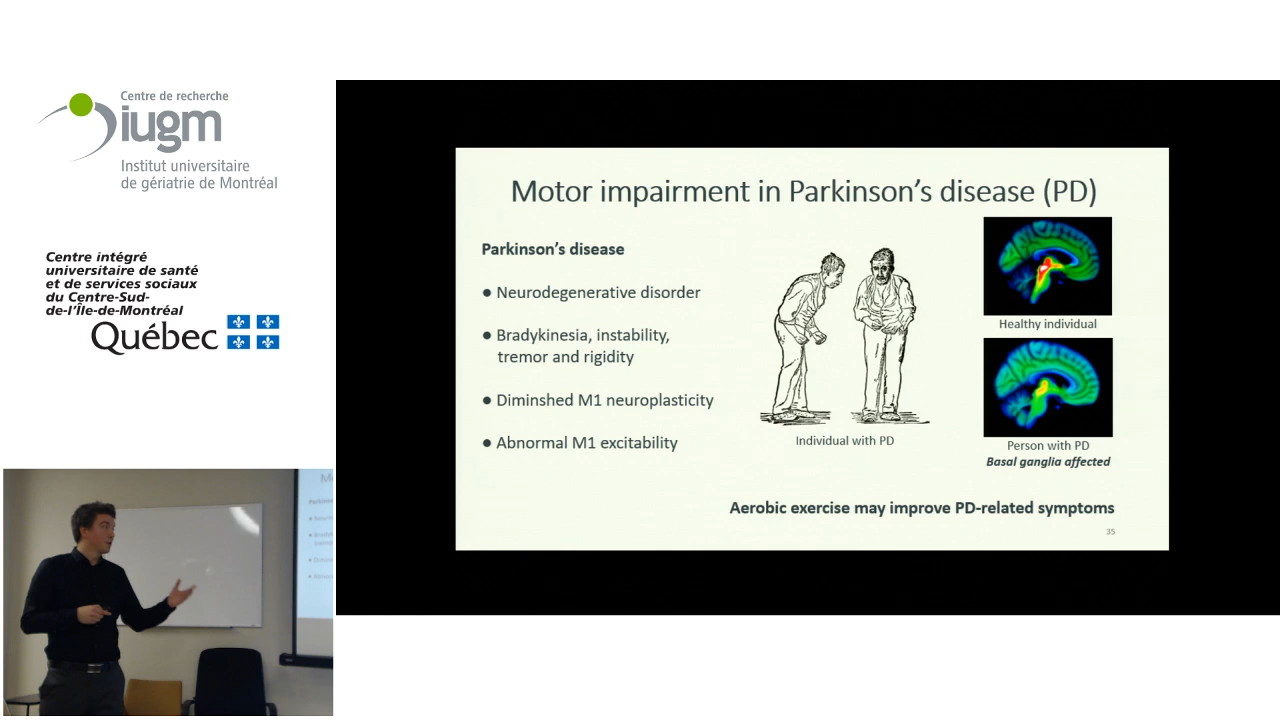 Centre de recherche
iugm
Institut universitaire
de gériatrie de Montréal
Centre intégré
universitaire de santé
et de services sociaux
du Centre-Sud-
de-l'Île-de-Montréal
Québec
Motor impairment in Parkinson's disease (PD)
Parkinson's disease
● Neurodegenerative disorder
● Bradykinesia, instability,
tremor and rigidity
● Diminshed M1 neuroplasticity
● Abnormal M1 excitability
Individual with PD
Healthy individual
Person with PD
Basal ganglia affected
Aerobic exercise may improve PD-related symptoms
35